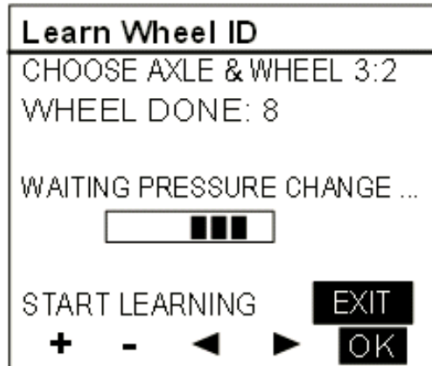 Learn Wheel ID
CHOOSE AXLE & WHEEL 3:2
WHEEL DONE: 8
WAITING PRESSURE CHANGE ...
START LEARNING EXIT
+ - ◀ ▶ OK